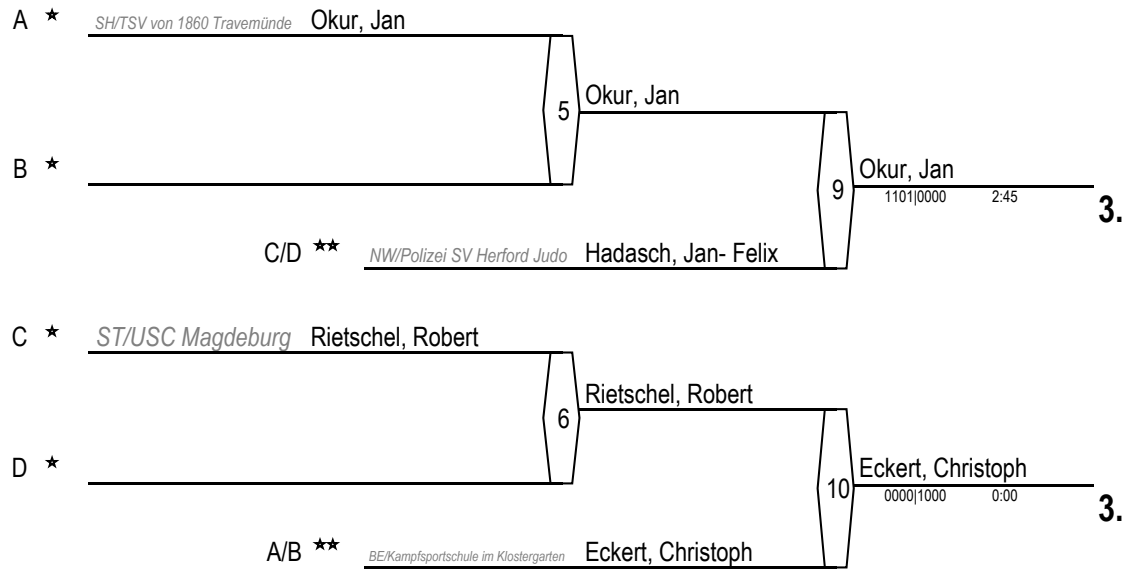 A ★ SH/TSV von 1860 Travemünde Okur, Jan
5 Okur, Jan
B ★
9 Okur, Jan
1101|0000 2:45
3.
C/D ★★ NW/Polizei SV Herford Judo Hadasch, Jan- Felix
C ★ ST/USC Magdeburg Rietschel, Robert
6 Rietschel, Robert
D ★
10 Eckert, Christoph
0000|1000 0:00
3.
A/B ★★ BE/Kampfsportschule im Klostergarten Eckert, Christoph